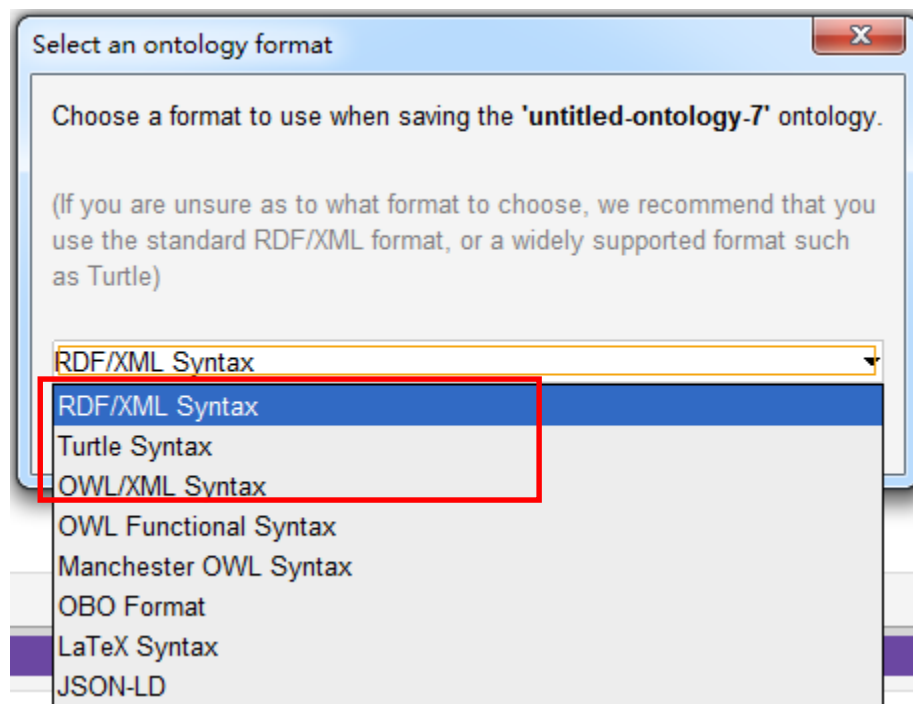 Select an ontology format
Choose a format to use when saving the 'untitled-ontology-7' ontology.
(If you are unsure as to what format to choose, we recommend that you
use the standard RDF/XML format, or a widely supported format such
as Turtle)
RDF/XML Syntax
RDF/XML Syntax
Turtle Syntax
OWL/XML Syntax
OWL Functional Syntax
Manchester OWL Syntax
OBO Format
LaTeX Syntax
JSON-LD